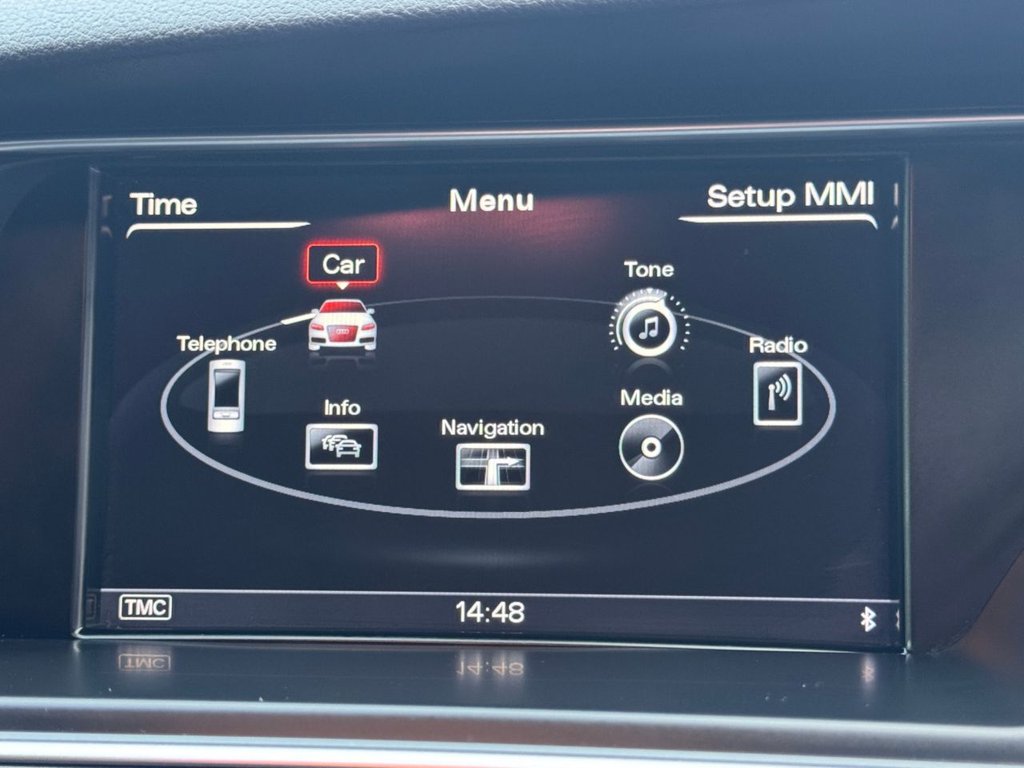 Time
Menu
Setup MMI
Car
Tone
Telephone
Radio
Info
Media
Navigation
TMC
14:48